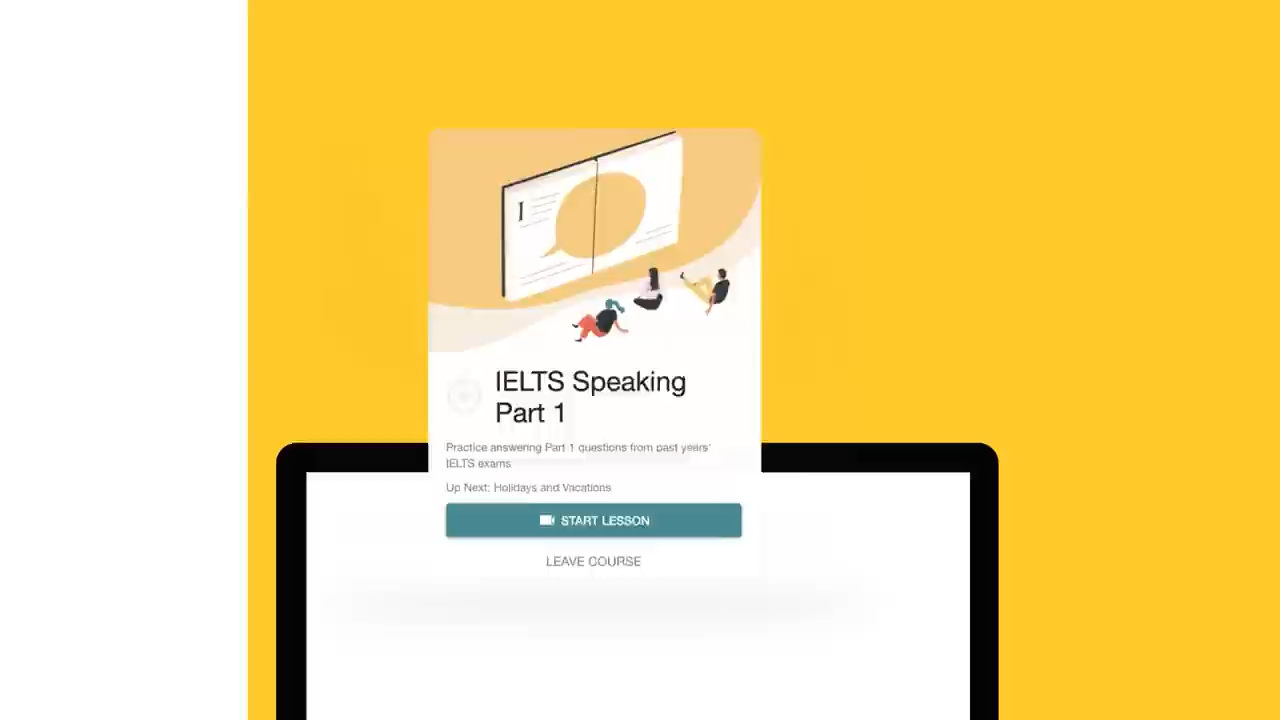 I
IELTS Speaking
Part 1
Practice answering Part 1 questions from past years'
IELTS exams
Up Next: Holidays and Vacations
START LESSON
LEAVE COURSE